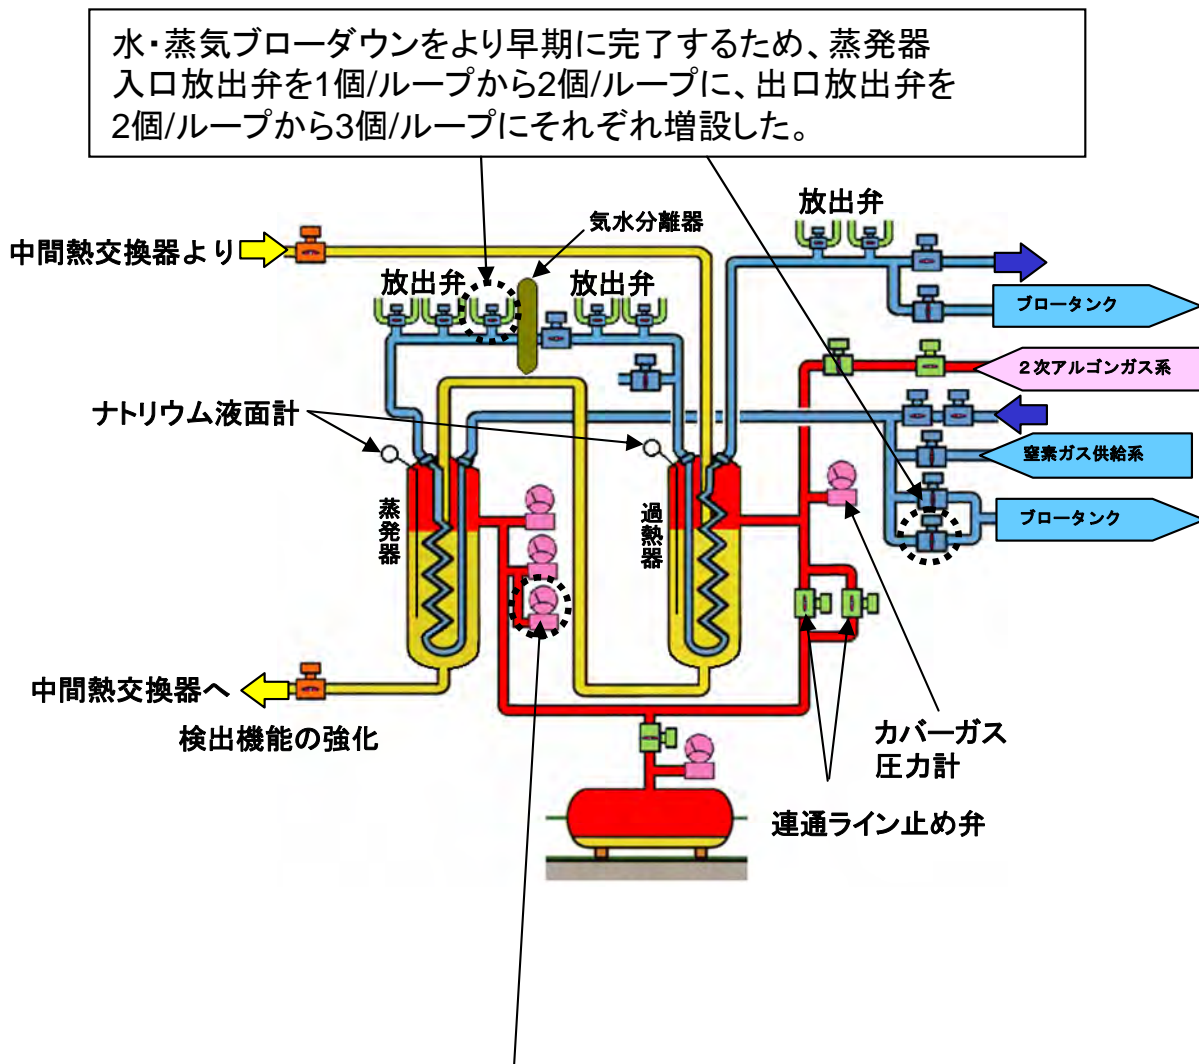 水・蒸気ブローダウンをより早期に完了するため、蒸発器
入口放出弁を1個/ループから2個/ループに、出口放出弁を
2個/ループから3個/ループにそれぞれ増設した。
放出弁
気水分離器
中間熱交換器より
放出弁
放出弁
ブロータンク
２次アルゴンガス系
ナトリウム液面計
窒素ガス供給系
蒸発器
過熱器
ブロータンク
中間熱交換器へ
検出機能の強化
カバーガス
圧力計
連通ライン止め弁